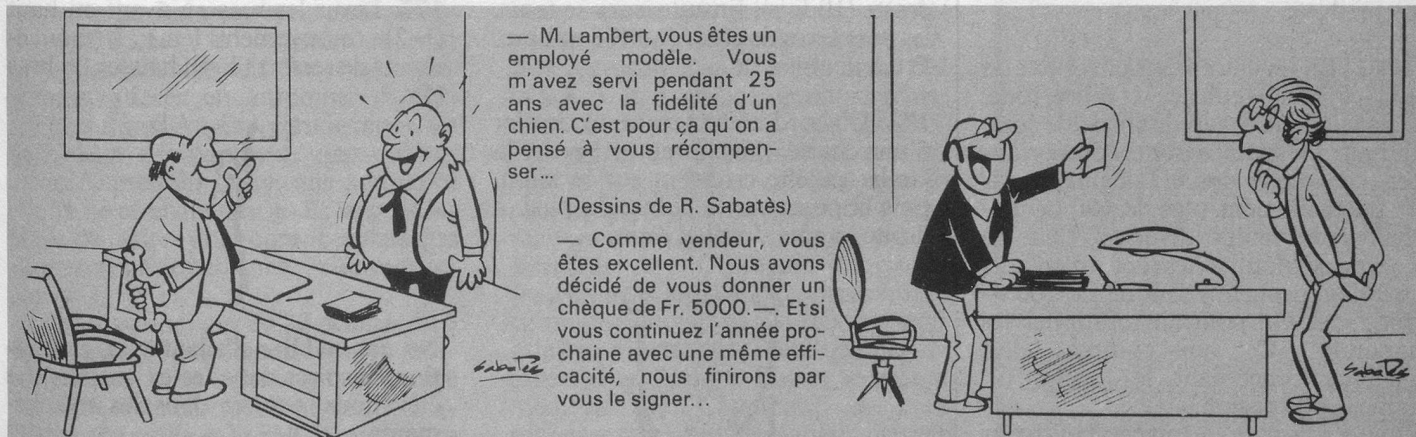 — M. Lambert, vous êtes un
employé modèle. Vous
m’avez servi pendant 25
ans avec la fidélité d’un
chien. C’est pour ça qu’on a
pensé à vous récompen-
ser...
(Dessins de R. Sabatès)
— Comme vendeur, vous
êtes excellent. Nous avons
décidé de vous donner un
chèque de Fr. 5000.—. Et si
vous continuez l’année pro-
chaine avec une même effi-
cacité, nous finirons par
vous le signer...
Sabatès
Sabatès